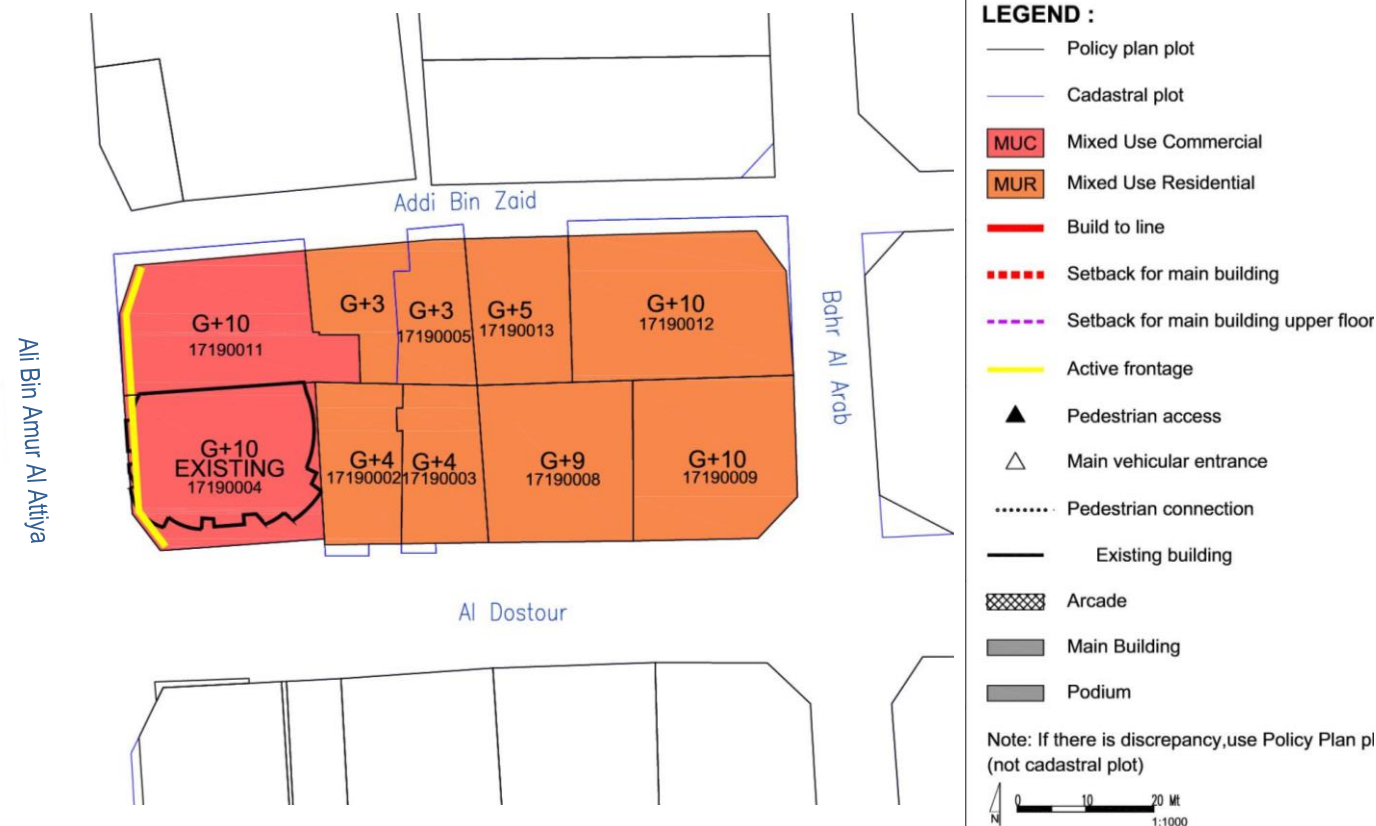 Addi Bin Zaid
Ali Bin Amur Al Attiya
Bahr Al Arab
G+10
17190011
G+3
G+3
17190005
G+5
17190013
G+10
17190012
G+10
EXISTING
17190004
G+4
17190002
G+4
17190003
G+9
17190008
G+10
17190009
Al Dostour
LEGEND :
Policy plan plot
Cadastral plot
MUC Mixed Use Commercial
MUR Mixed Use Residential
Build to line
Setback for main building
Setback for main building upper floor
Active frontage
Pedestrian access
Main vehicular entrance
Pedestrian connection
Existing building
Arcade
Main Building
Podium
Note: If there is discrepancy,use Policy Plan
(not cadastral plot)
N
0 10 20 Mt
1:1000